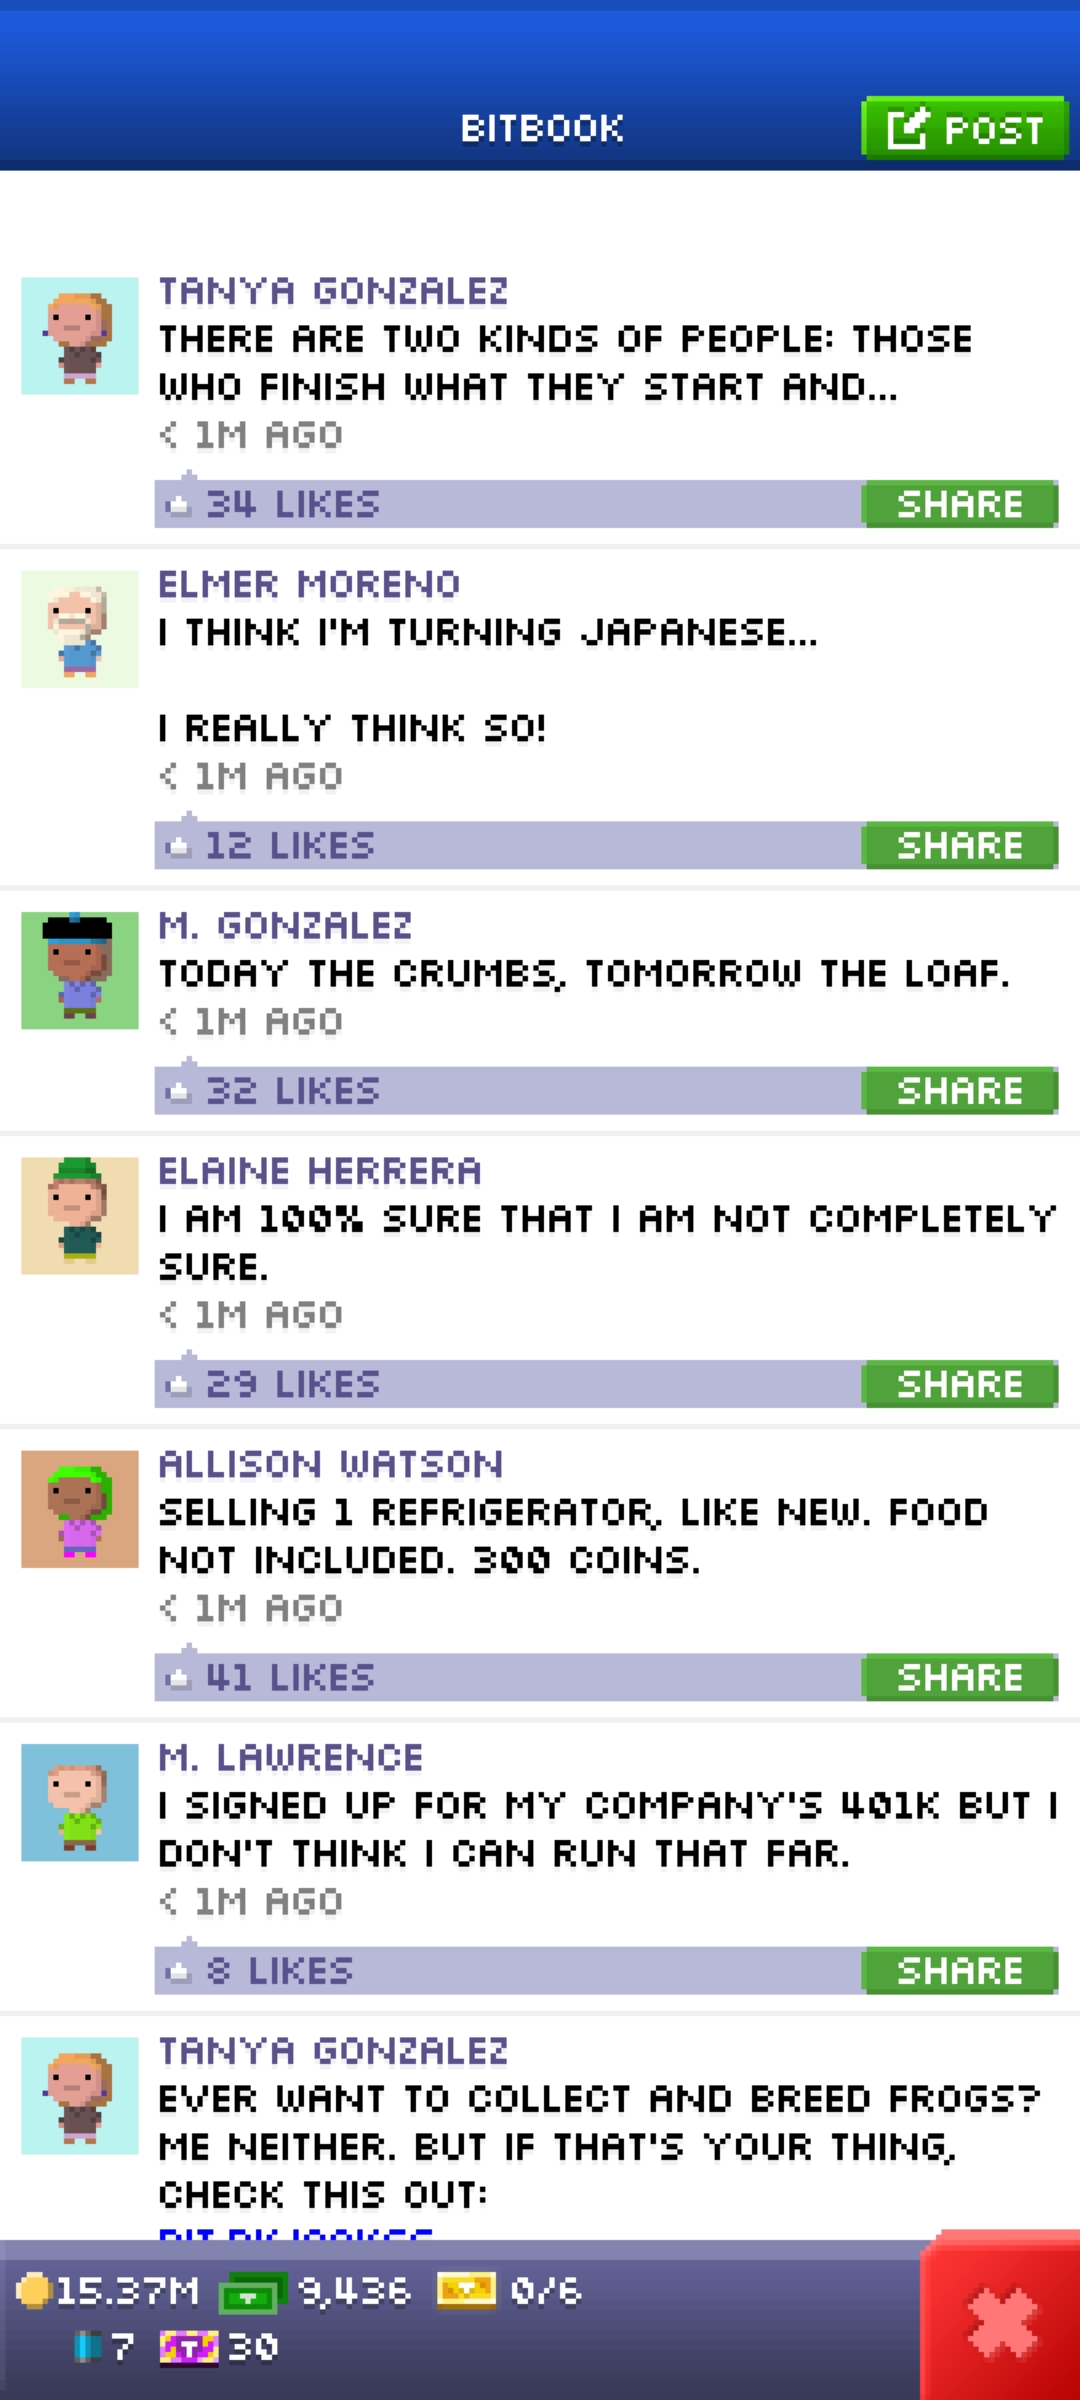 BITBOOK
POST
TANYA GONZALEZ
THERE ARE TWO KINDS OF PEOPLE: THOSE
WHO FINISH WHAT THEY START AND...
< 1M AGO
34 LIKES
SHARE
ELMER MORENO
I THINK I'M TURNING JAPANESE...
I REALLY THINK SO!
< 1M AGO
12 LIKES
SHARE
M. GONZALEZ
TODAY THE CRUMBS, TOMORROW THE LOAF.
< 1M AGO
32 LIKES
SHARE
ELAINE HERRERA
I AM 100% SURE THAT I AM NOT COMPLETELY
SURE.
< 1M AGO
29 LIKES
SHARE
ALLISON WATSON
SELLING 1 REFRIGERATOR, LIKE NEW. FOOD
NOT INCLUDED. 300 COINS.
< 1M AGO
41 LIKES
SHARE
M. LAWRENCE
I SIGNED UP FOR MY COMPANY'S 401K BUT I
DON'T THINK I CAN RUN THAT FAR.
< 1M AGO
8 LIKES
SHARE
TANYA GONZALEZ
EVER WANT TO COLLECT AND BREED FROGS?
ME NEITHER. BUT IF THAT'S YOUR THING,
CHECK THIS OUT:
15.37M 9,436 0/6
7 30